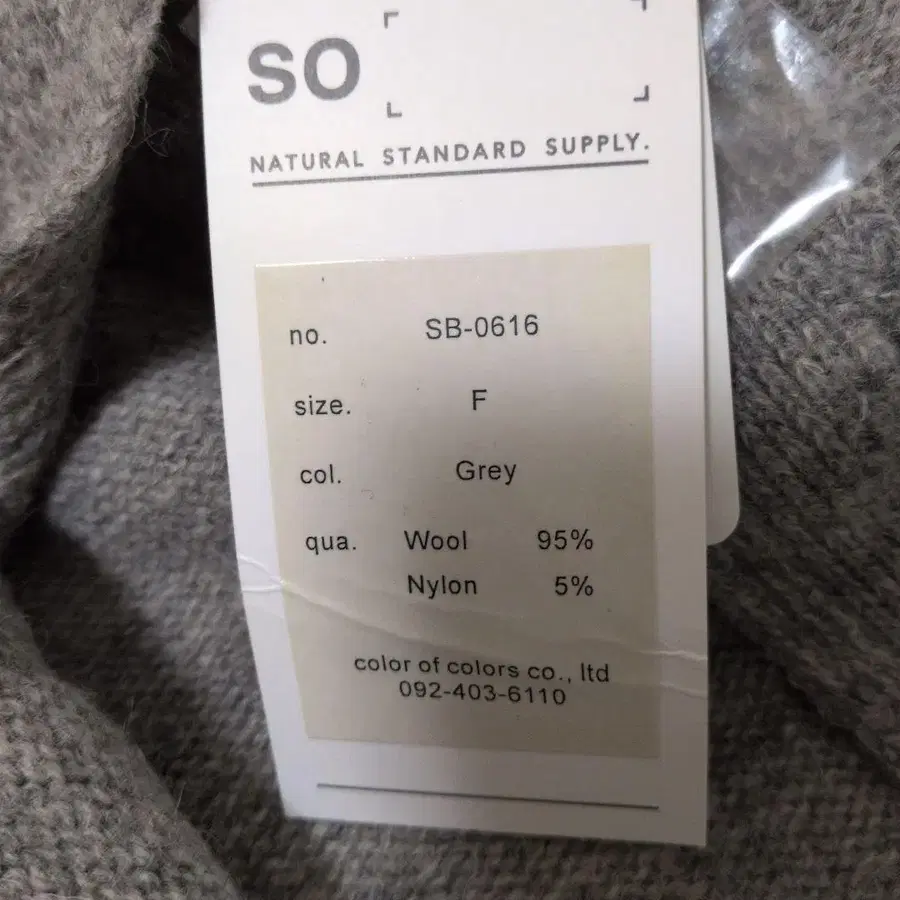 SO
NATURAL STANDARD SUPPLY.
no. SB-0616
size. F
col. Grey
qua. Wool 95%
Nylon 5%
color of colors co., ltd
092-403-6110